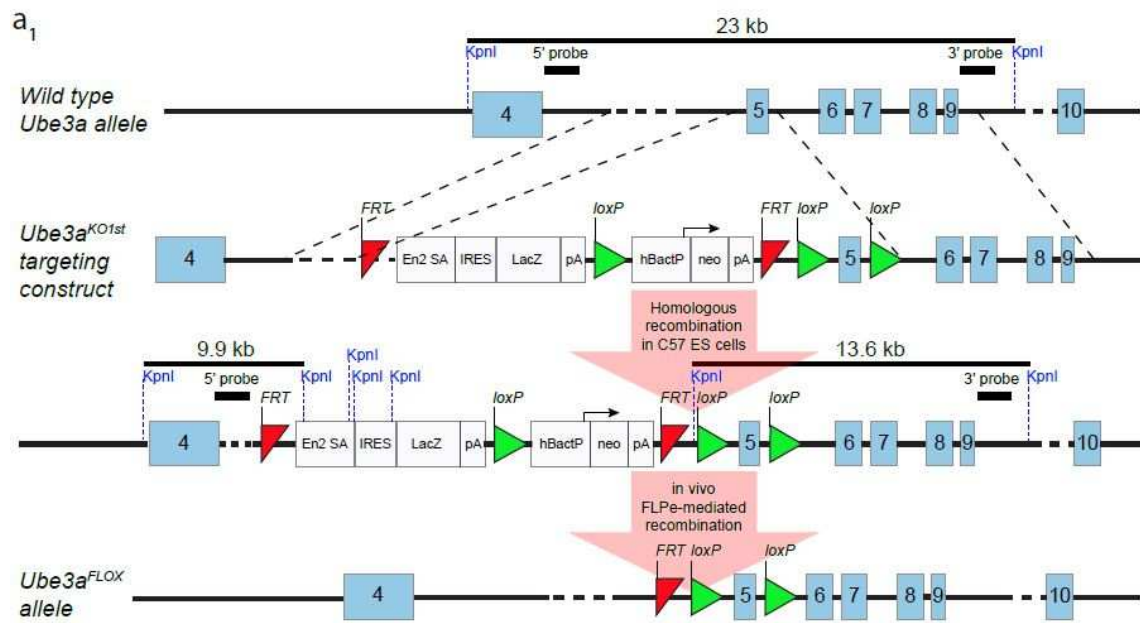 a1
23 kb
KpnI 5' probe 3' probe KpnI
Wild type
Ube3a allele
4 5 6 7 8 9 10
FRT loxP FRT loxP loxP
Ube3aKO1st
targeting
construct
4 En2 SA IRES LacZ pA hBactP neo pA 5 6 7 8 9
Homologous
recombination
in C57 ES cells
9.9 kb 13.6 kb
KpnI
KpnI 5' probe KpnI KpnI KpnI KpnI 3' probe KpnI
FRT loxP FRT loxP loxP
4 En2 SA IRES LacZ pA hBactP neo pA 5 6 7 8 9 10
in vivo
FLPe-mediated
recombination
FRT loxP loxP
Ube3aFLOX
allele
4 5 6 7 8 9 10